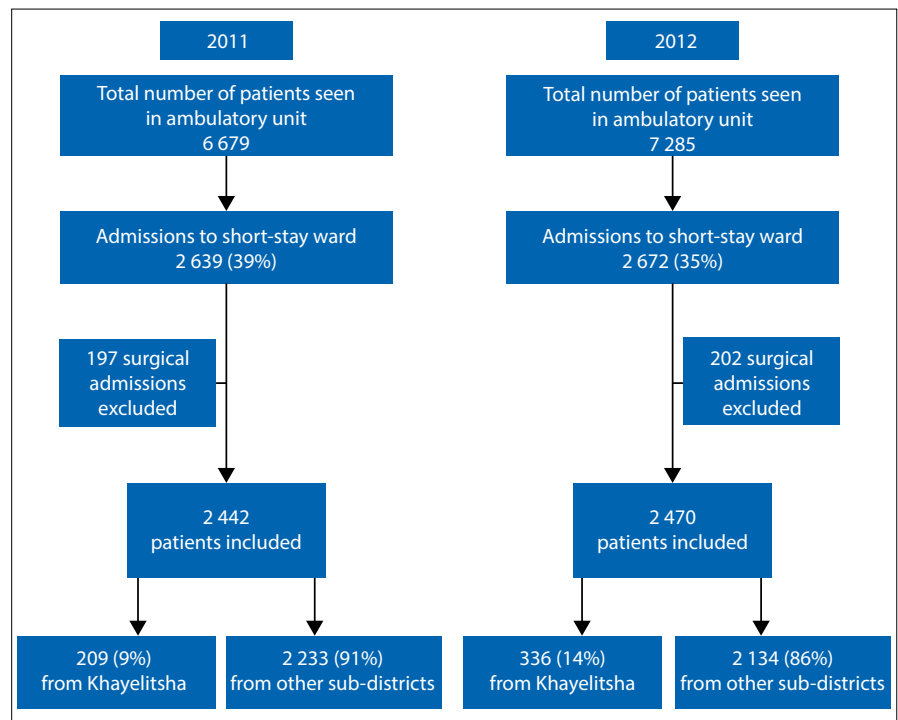 2011
Total number of patients seen
in ambulatory unit
6 679
Admissions to short-stay ward
2 639 (39%)
197 surgical
admissions
excluded
2 442
patients included
209 (9%)
from Khayelitsha
2 233 (91%)
from other sub-districts
2012
Total number of patients seen
in ambulatory unit
7 285
Admissions to short-stay ward
2 672 (35%)
202 surgical
admissions
excluded
2 470
patients included
336 (14%)
from Khayelitsha
2 134 (86%)
from other sub-districts